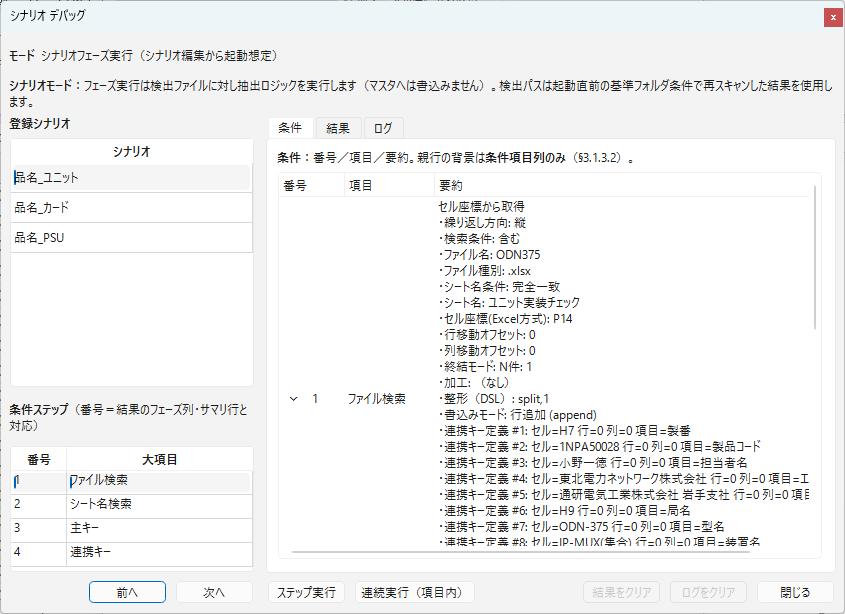 シナリオ デバッグ
x
モード シナリオフェーズ実行（シナリオ編集から起動想定）
シナリオモード：フェーズ実行は検出ファイルに対し抽出ロジックを実行します（マスタへは書込みません）。検出パスは起動直前の基準フォルダ条件で再スキャンした結果を使用し
ます。
登録シナリオ
シナリオ
品名_ユニット
品名_カード
品名_PSU
条件ステップ（番号＝結果のフェーズ列・サマリ行と
対応）
番号 大項目
1 ファイル検索
2 シート名検索
3 主キー
4 連携キー
条件 結果 ログ
条件：番号／項目／要約。親行の背景は条件項目列のみ（§3.1.3.2）。
番号 項目 要約
1 ファイル検索
セル座標から取得
・繰り返し方向: 縦
・検索条件: 含む
・ファイル名: ODN375
・ファイル種別: .xlsx
・シート名条件: 完全一致
・シート名: ユニット実装チェック
・セル座標(Excel方式): P14
・行移動オフセット: 0
・列移動オフセット: 0
・終結モード: N件: 1
・加工: （なし）
・整形（DSL）: split,1
・書込みモード: 行追加 (append)
・連携キー定義 #1: セル=H7 行=0 列=0 項目=製番
・連携キー定義 #2: セル=1NPA50028 行=0 列=0 項目=製品コード
・連携キー定義 #3: セル=小野一徳 行=0 列=0 項目=担当者名
・連携キー定義 #4: セル=東北電力ネットワーク株式会社 行=0 列=0 項目=工
・連携キー定義 #5: セル=通研電気工業株式会社 岩手支社 行=0 列=0 項目
・連携キー定義 #6: セル=H9 行=0 列=0 項目=局名
・連携キー定義 #7: セル=ODN-375 行=0 列=0 項目=型名
・連携キー定義 #8: セル=IP-MUX(集合) 行=0 列=0 項目=装置名
前へ 次へ ステップ実行 連続実行（項目内） 結果をクリア ログをクリア 閉じる